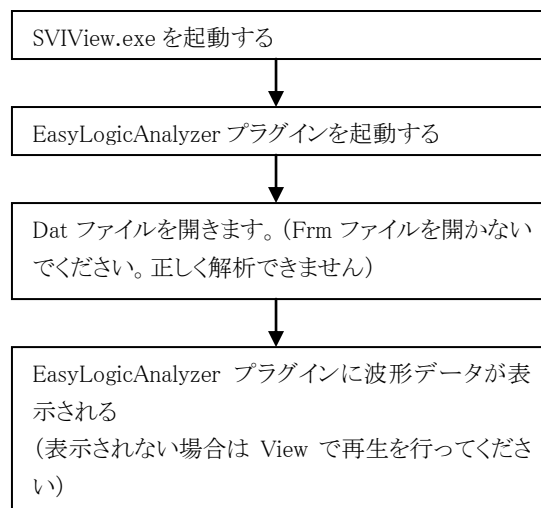 SVIView.exe を起動する
EasyLogicAnalyzer プラグインを起動する
Dat ファイルを開きます。（Frm ファイルを開かない
でください。正しく解析できません）
EasyLogicAnalyzer プラグインに波形データが表
示される
（表示されない場合は View で再生を行ってくださ
い）